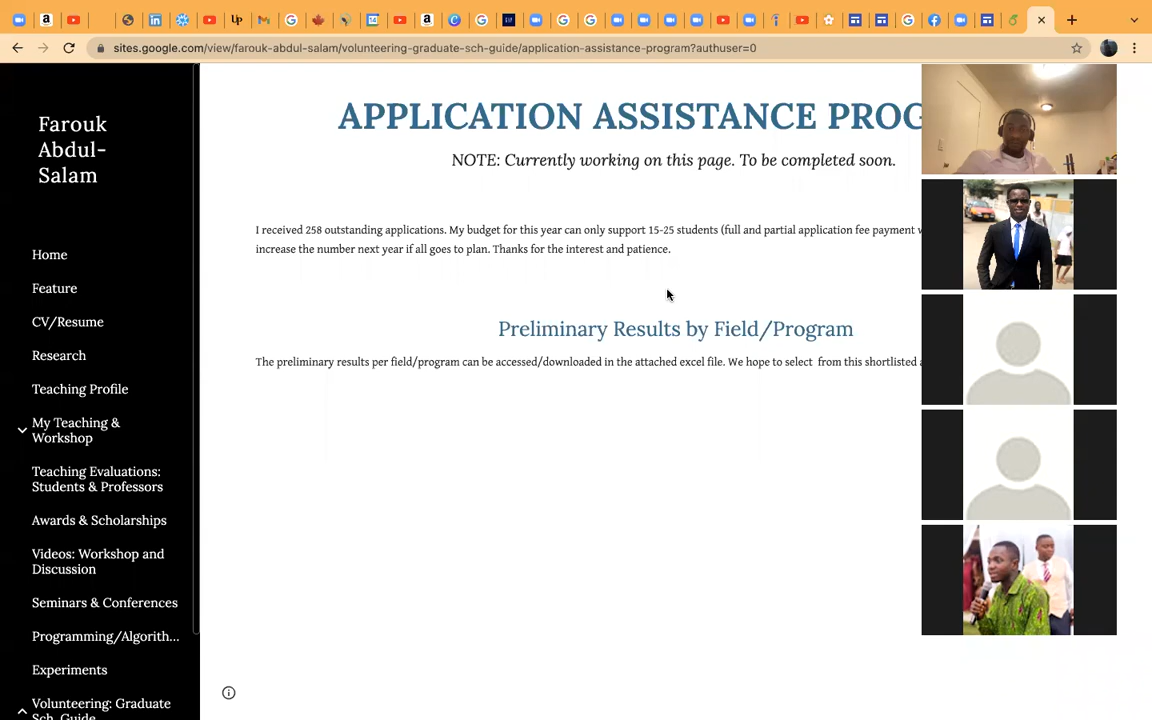 sites.google.com/view/farouk-abdul-salam/volunteering-graduate-sch-guide/application-assistance-program?authuser=0
Farouk
Abdul-
Salam
Home
Feature
CV/Resume
Research
Teaching Profile
My Teaching &
Workshop
Teaching Evaluations:
Students & Professors
Awards & Scholarships
Videos: Workshop and
Discussion
Seminars & Conferences
Programming/Algorith...
Experiments
Volunteering: Graduate
Sch. Guide
APPLICATION ASSISTANCE PROG
NOTE: Currently working on this page. To be completed soon.
I received 258 outstanding applications. My budget for this year can only support 15-25 students (full and partial application fee payment
increase the number next year if all goes to plan. Thanks for the interest and patience.
Preliminary Results by Field/Program
The preliminary results per field/program can be accessed/downloaded in the attached excel file. We hope to select from this shortlisted